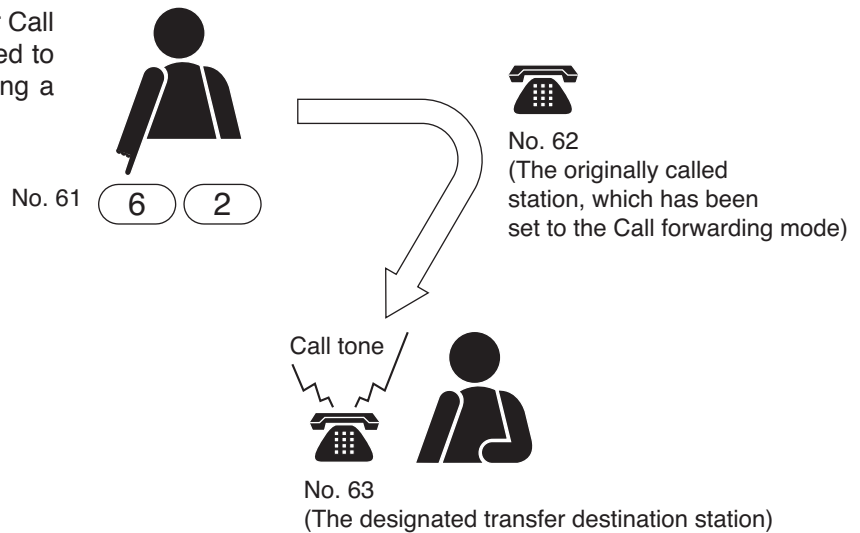 Call
ed to
ing a
No. 61
6 2
No. 62
(The originally called
station, which has been
set to the Call forwarding mode)
Call tone
No. 63
(The designated transfer destination station)